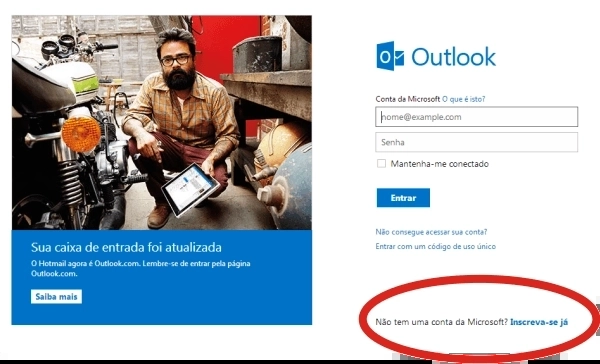 Outlook
Conta da Microsoft O que é isto?
nome@example.com
Senha
Mantenha-me conectado
Entrar
Não consegue acessar sua conta?
Entrar com um código de uso único
Não tem uma conta da Microsoft? Inscreva-se já
Sua caixa de entrada foi atualizada
O Hotmail agora é Outlook.com. Lembre-se de entrar pela página
Outlook.com.
Saiba mais